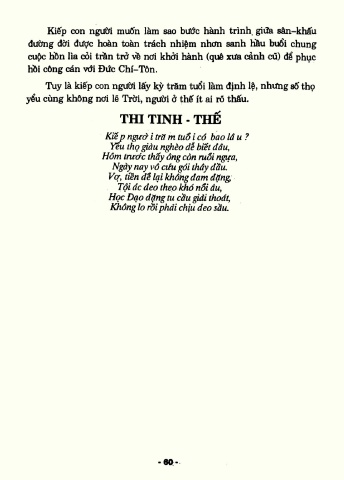 Kiếp con người muốn làm sao bước hành trình giữa sân-khấu
đường đời được hoàn toàn trách nhiệm nhơn sanh hầu buổi chung
cuộc hồn lìa cỏi trần trở về nơi khởi hành (quê xưa cảnh cũ) để phục
hồi công cán với Đức Chí-Tôn.
Tuy là kiếp con người lấy kỳ trăm tuổi làm định lệ, nhưng số thọ
yểu cùng không nơi lẽ Trời, người ở thế ít ai rõ thấu.
THI TINH - THẾ
Kiếp người trăm tuổi có bao lâu ?
Yểu thọ giàu nghèo dễ biết đâu,
Hôm trước thấy ông còn ruổi ngựa,
Ngày nay vô cửu gói thây dầu.
Vợ, tiền để lại không đam đặng,
Tội ác đeo theo khó nổi âu,
Học Đạo đặng tu cầu giải thoát,
Không lo rồi phải chịu đeo sầu.
- 60 -